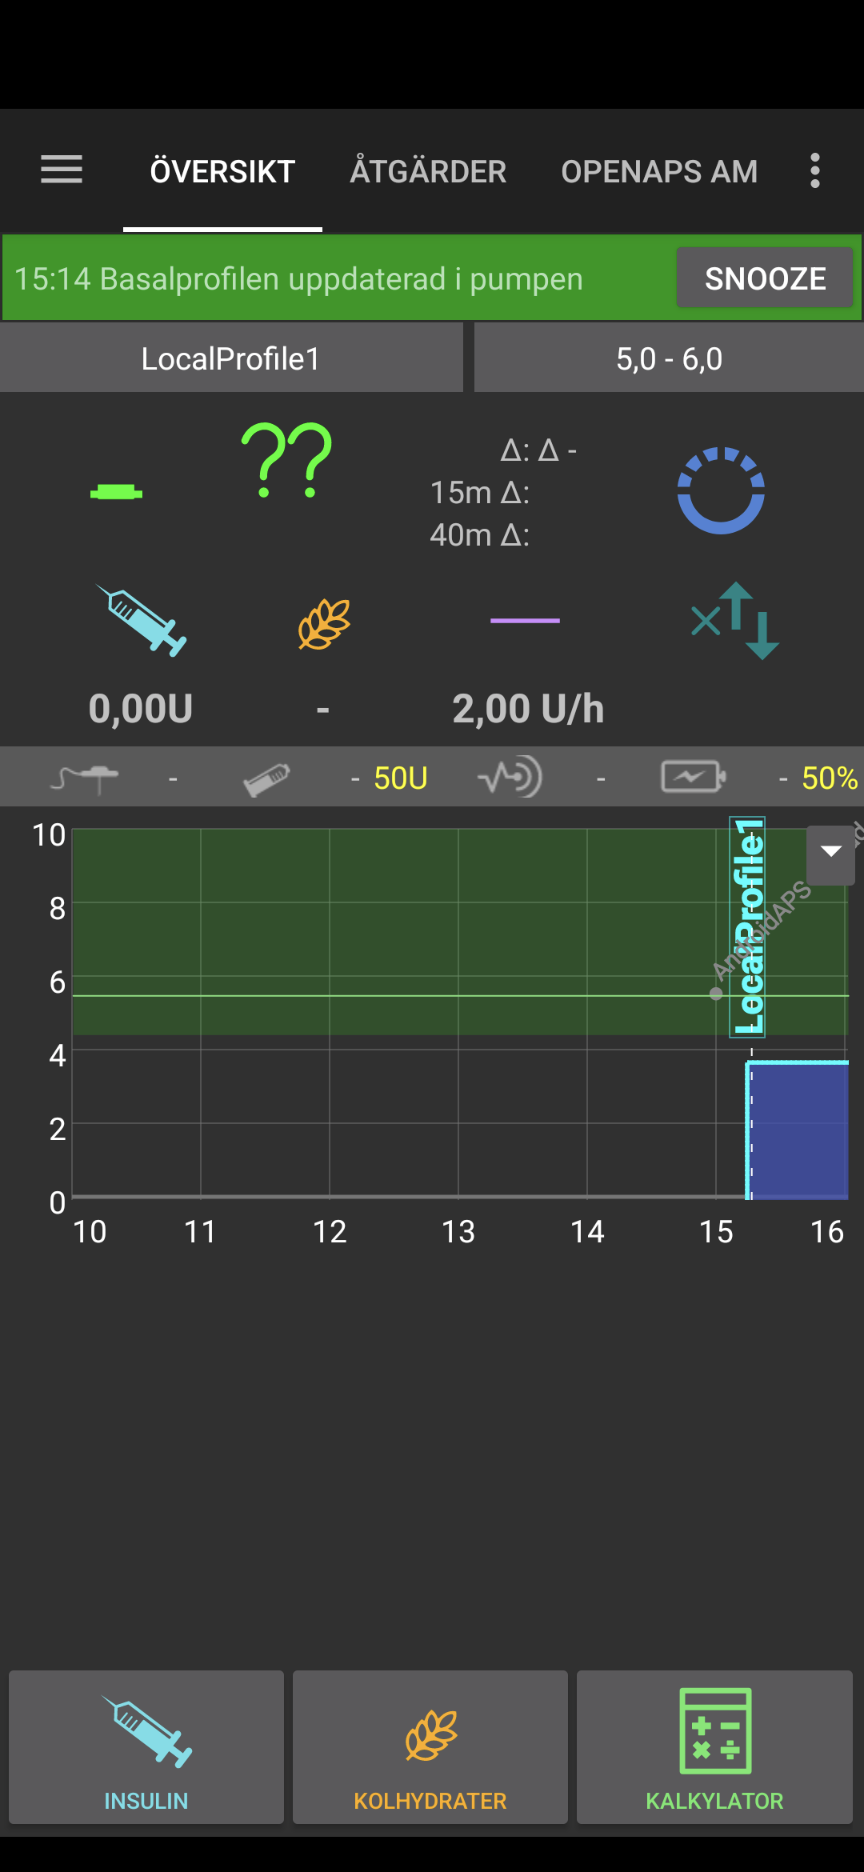 ÖVERSIKT ÅTGÄRDER OPENAPS AM
15:14 Basalprofilen uppdaterad i pumpen SNOOZE
LocalProfile1 5,0 - 6,0
?? Δ: Δ -
15m Δ:
40m Δ:
0,00U - 2,00 U/h
- - 50U - - 50%
10
8
6
4
2
0
LocalProfile1
AndroidAPS
10 11 12 13 14 15 16
INSULIN KOLHYDRATER KALKYLATOR